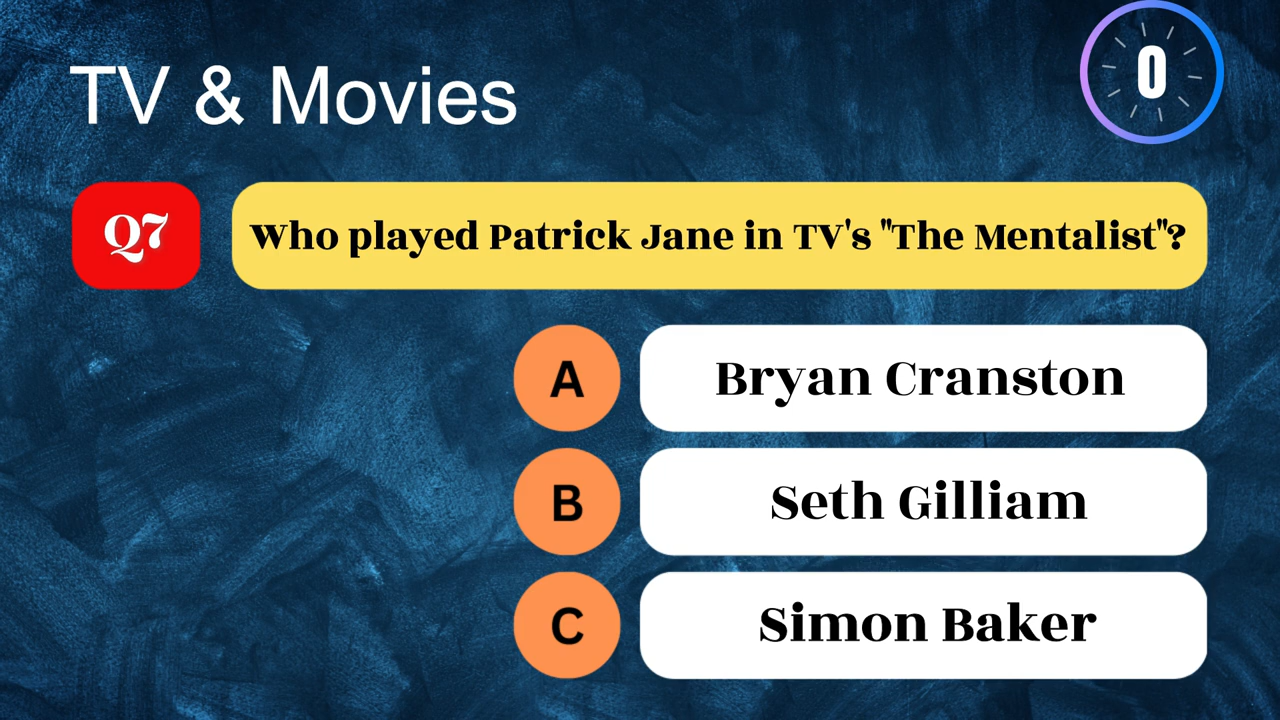 TV & Movies
0
Q7
Who played Patrick Jane in TV's "The Mentalist"?
A
Bryan Cranston
B
Seth Gilliam
C
Simon Baker